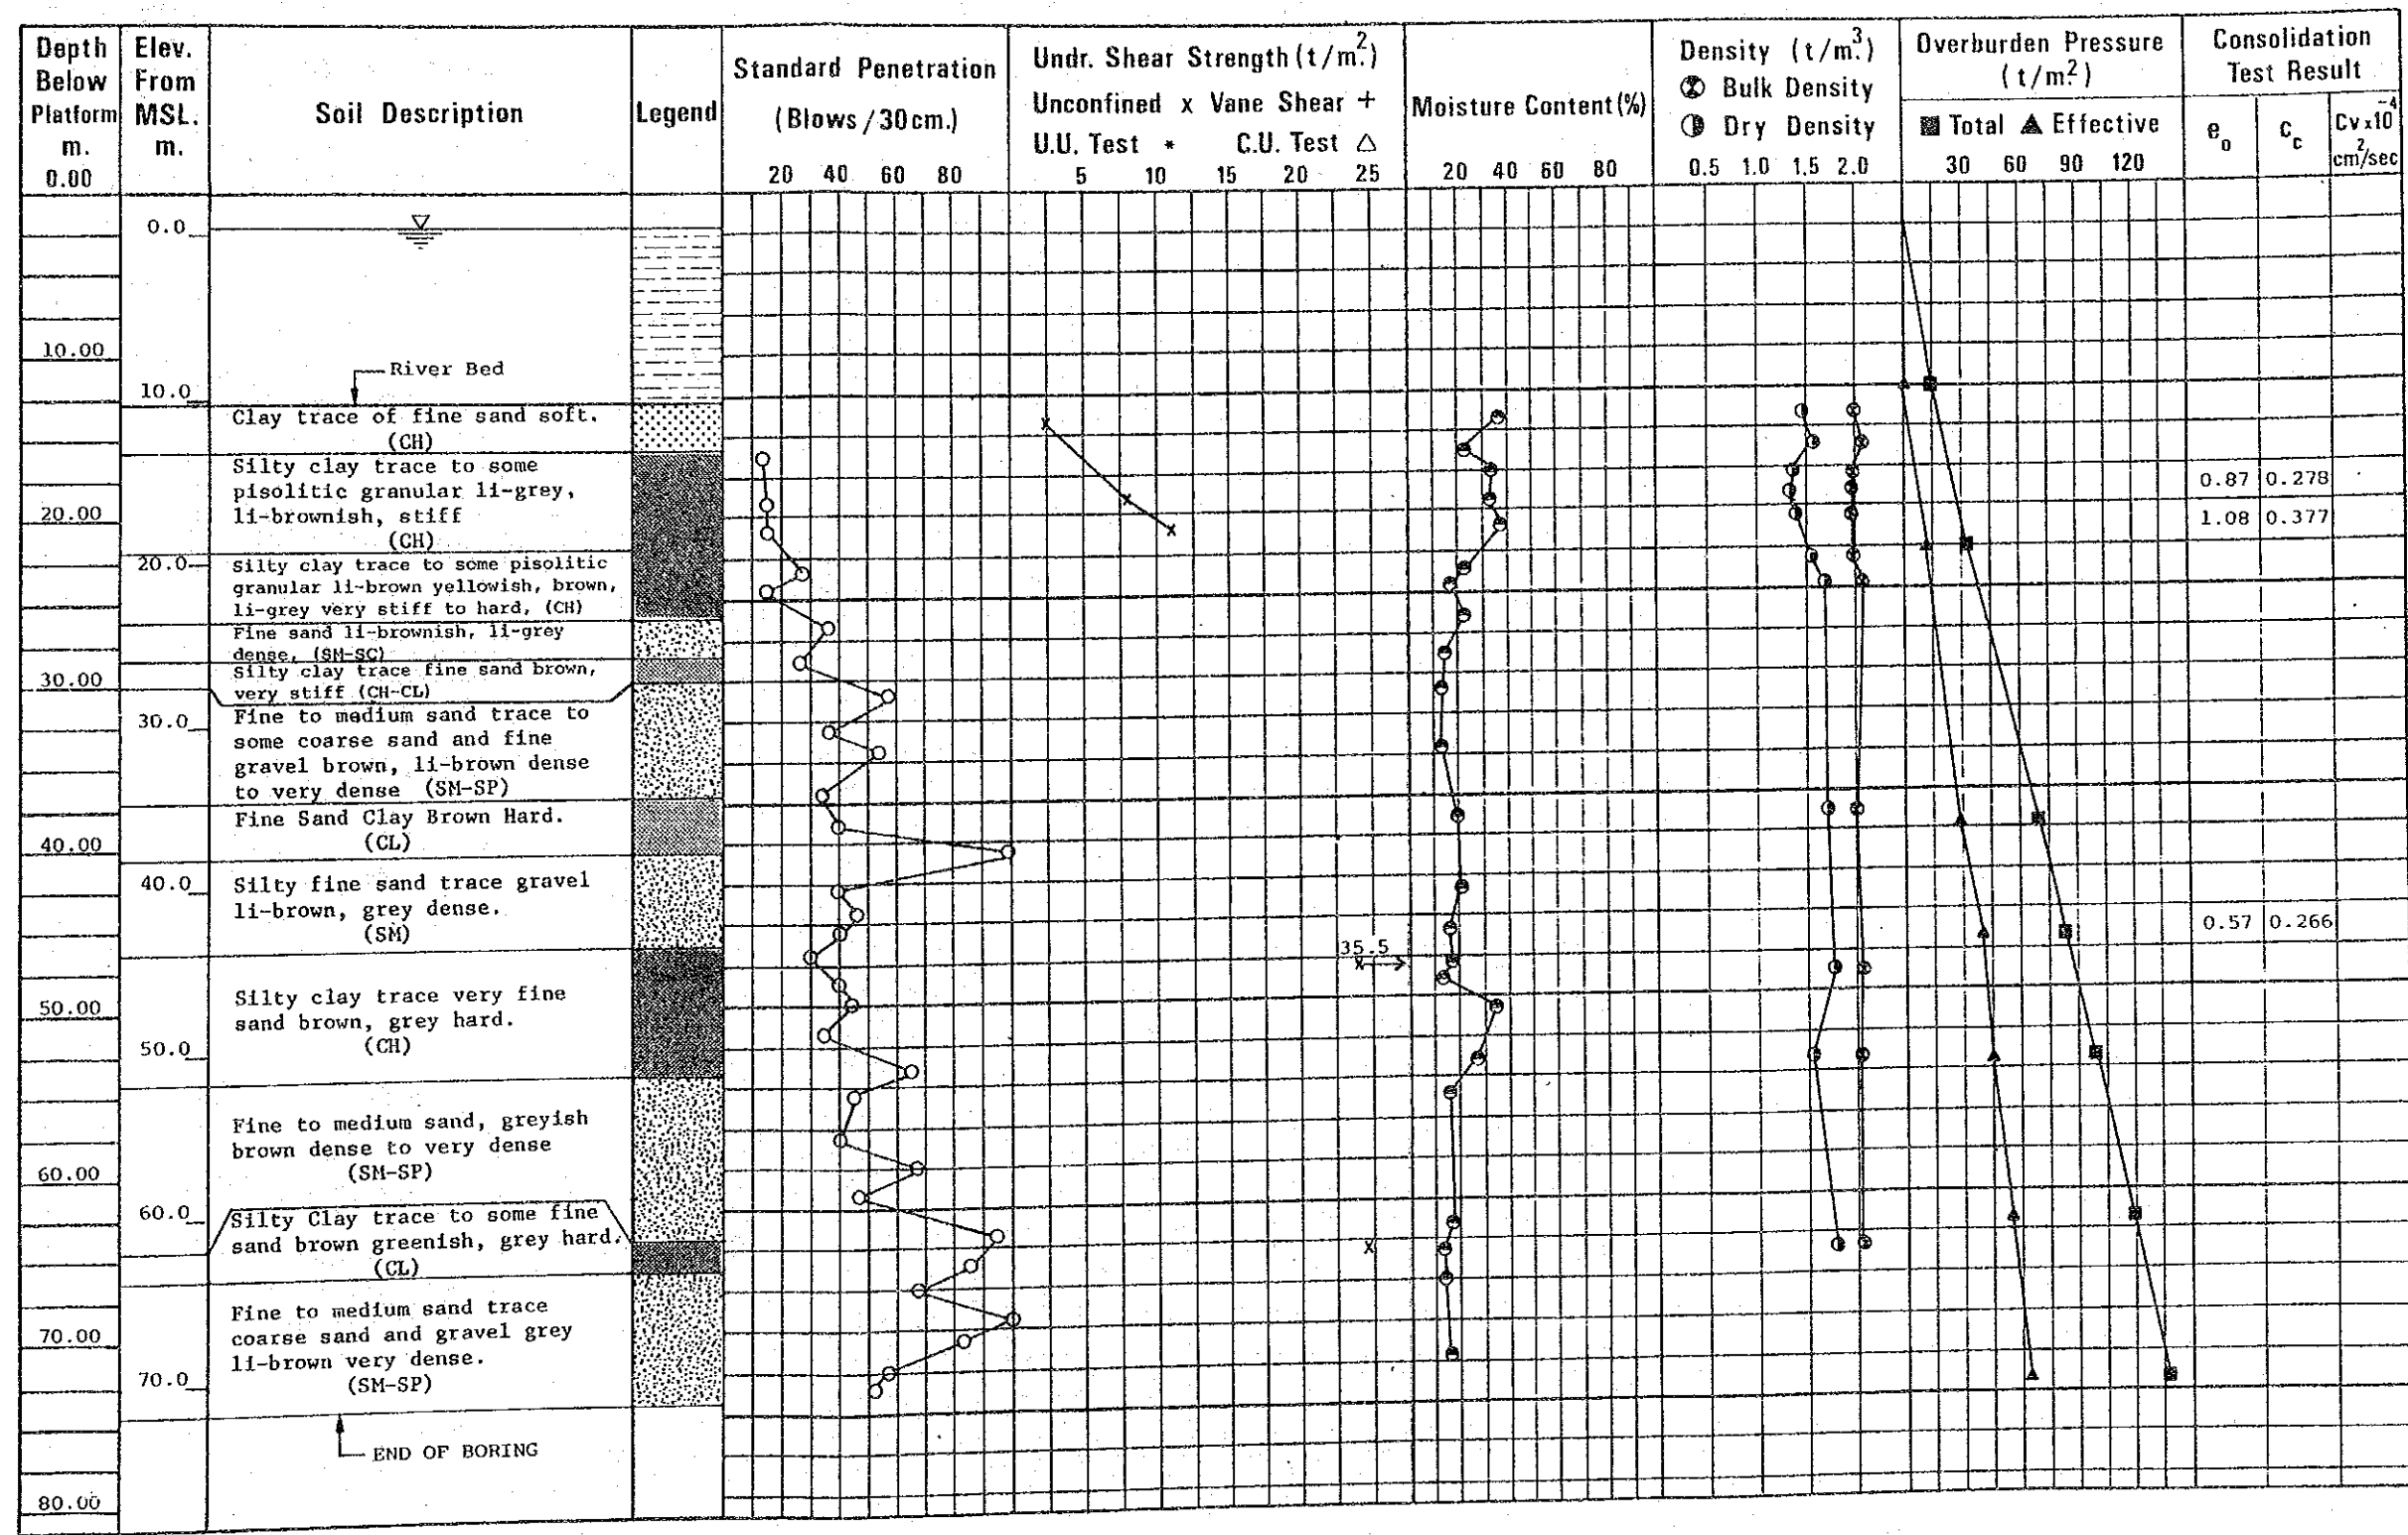 Depth
Below
Platform
m.
0.00
Elev.
From
MSL.
m.
Soil Description
Legend
Standard Penetration
(Blows/30cm.)
20 40 60 80
Undr. Shear Strength (t/m.²)
Unconfined x Vane Shear +
U.U. Test * C.U. Test △
5 10 15 20 25
Moisture Content (%)
20 40 60 80
Density (t/m.³)
Bulk Density
Dry Density
0.5 1.0 1.5 2.0
Overburden Pressure
(t/m.²)
■ Total ▲ Effective
30 60 90 120
Consolidation
Test Result
e₀
Cc
Cv x10⁻⁴
cm²/sec
0.0
10.00
River Bed
10.0
Clay trace of fine sand soft.
(CH)
Silty clay trace to some
pisolitic granular li-grey,
li-brownish, stiff
(CH)
0.87 0.278
20.00
1.08 0.377
20.0
Silty clay trace to some pisolitic
granular li-brown yellowish, brown,
li-grey very stiff to hard, (CH)
Fine sand li-brownish, li-grey
dense, (SM-SC)
Silty clay trace fine sand brown,
very stiff (CH-CL)
30.00
30.0
Fine to medium sand trace to
some coarse sand and fine
gravel brown, li-brown dense
to very dense (SM-SP)
Fine Sand Clay Brown Hard.
(CL)
40.00
40.0
Silty fine sand trace gravel
li-brown, grey dense.
(SM)
0.57 0.266
35.5
Silty clay trace very fine
sand brown, grey hard.
(CH)
50.00
50.0
Fine to medium sand, greyish
brown dense to very dense
(SM-SP)
60.00
60.0
Silty Clay trace to some fine
sand brown greenish, grey hard.
(CL)
Fine to medium sand trace
coarse sand and gravel grey
li-brown very dense.
(SM-SP)
70.00
70.0
END OF BORING
80.00